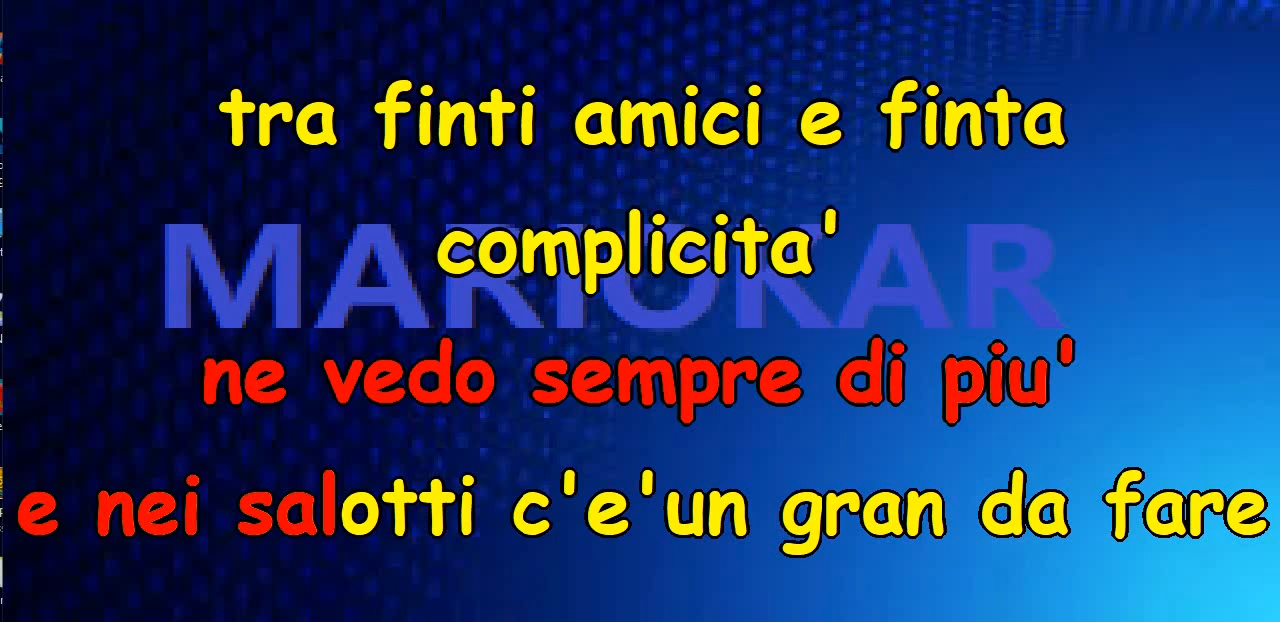 tra finti amici e finta
complicita'
MARIOKAR
ne vedo sempre di piu'
e nei salotti c'e'un gran da fare